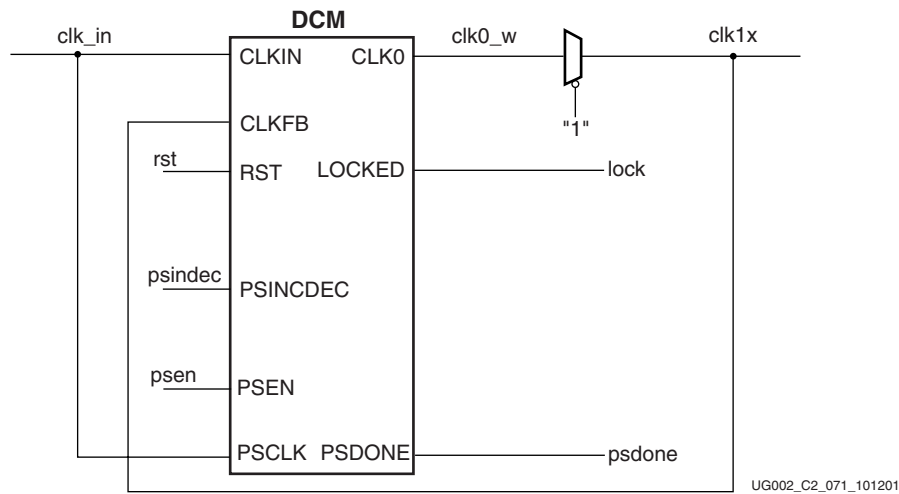 DCM
clk_in
CLKIN
CLK0
clk0_w
clk1x
CLKFB
"1"
rst
RST
LOCKED
lock
psindec
PSINCDEC
psen
PSEN
PSCLK
PSDONE
psdone
UG002_C2_071_101201